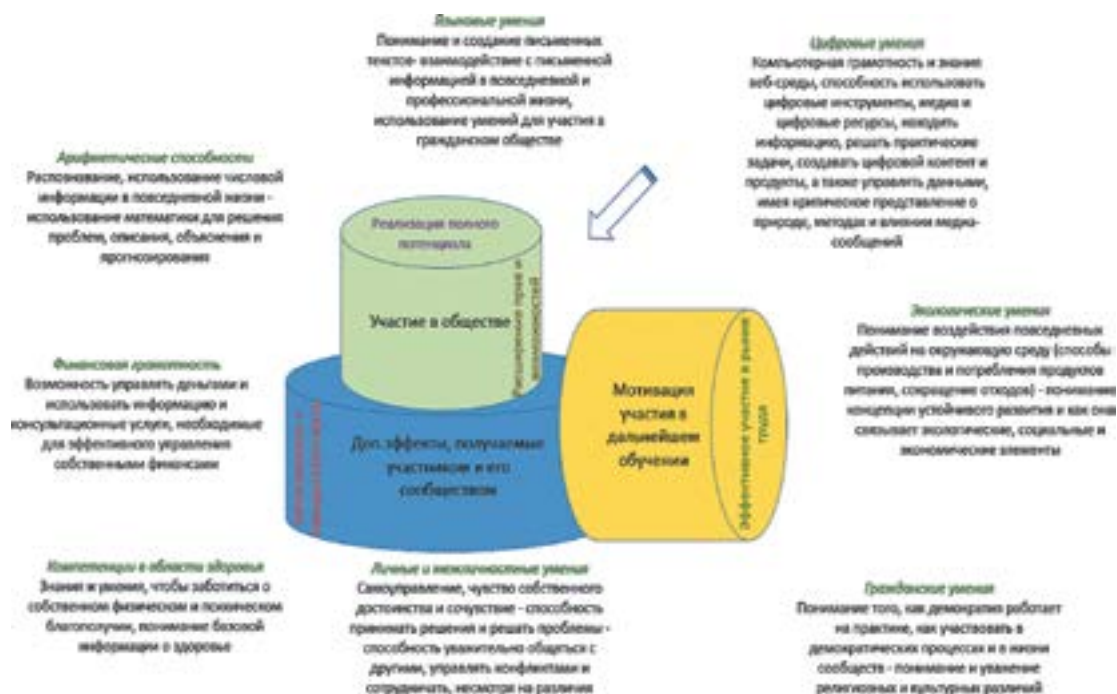 Языковые умения
Понимание и создание письменных
текстов- взаимодействие с письменной
информацией в повседневной и
профессиональной жизни,
использование умений для участия в
гражданском обществе
Цифровые умения
Компьютерная грамотность и знания
веб-среды, способность использовать
цифровые инструменты, медиа и
цифровые ресурсы, находить
информацию, решать практические
задачи, создавать цифровой контент и
продукты, а также управлять данными,
имея критическое представление о
природе, методах и влиянии медиа-
сообщений
Арифметические способности
Распознавание, использование числовой
информации в повседневной жизни -
использование математики для решения
проблем, описания, объяснения и
прогнозирования
Реализация полного
потенциала
Участие в обществе
Расширение прав и
возможностей
Экологические умения
Понимание воздействия повседневных
действий на окружающую среду (способы
производства и потребления продуктов
питания, сокращение отходов) - понимание
концепции устойчивого развития и как она
связывает экологические, социальные и
экономические элементы
Финансовая грамотность
Возможность управлять деньгами и
использовать информацию и
консультационные услуги, необходимые
для эффективного управления
собственными финансами
Доп. эффекты, получаемые
участником и его
сообществом
Мотивация
участия в
дальнейшем
обучении
Эффективное участие в рынке
труда
Компетенции в области здоровья
Знания и умения, чтобы заботиться о
собственном физическом и психическом
благополучии, понимание базовой
информации о здоровье
Личные и межличностные умения
Самоуправление, чувство собственного
достоинства и сочувствие - способность
принимать решения и решать проблемы -
способность уважительно общаться с
другими, управлять конфликтами и
сотрудничать, несмотря на различия
Гражданские умения
Понимание того, как демократия работает
на практике, как участвовать в
демократических процессах и в жизни
сообществ - понимание и уважение
религиозных и культурных различий